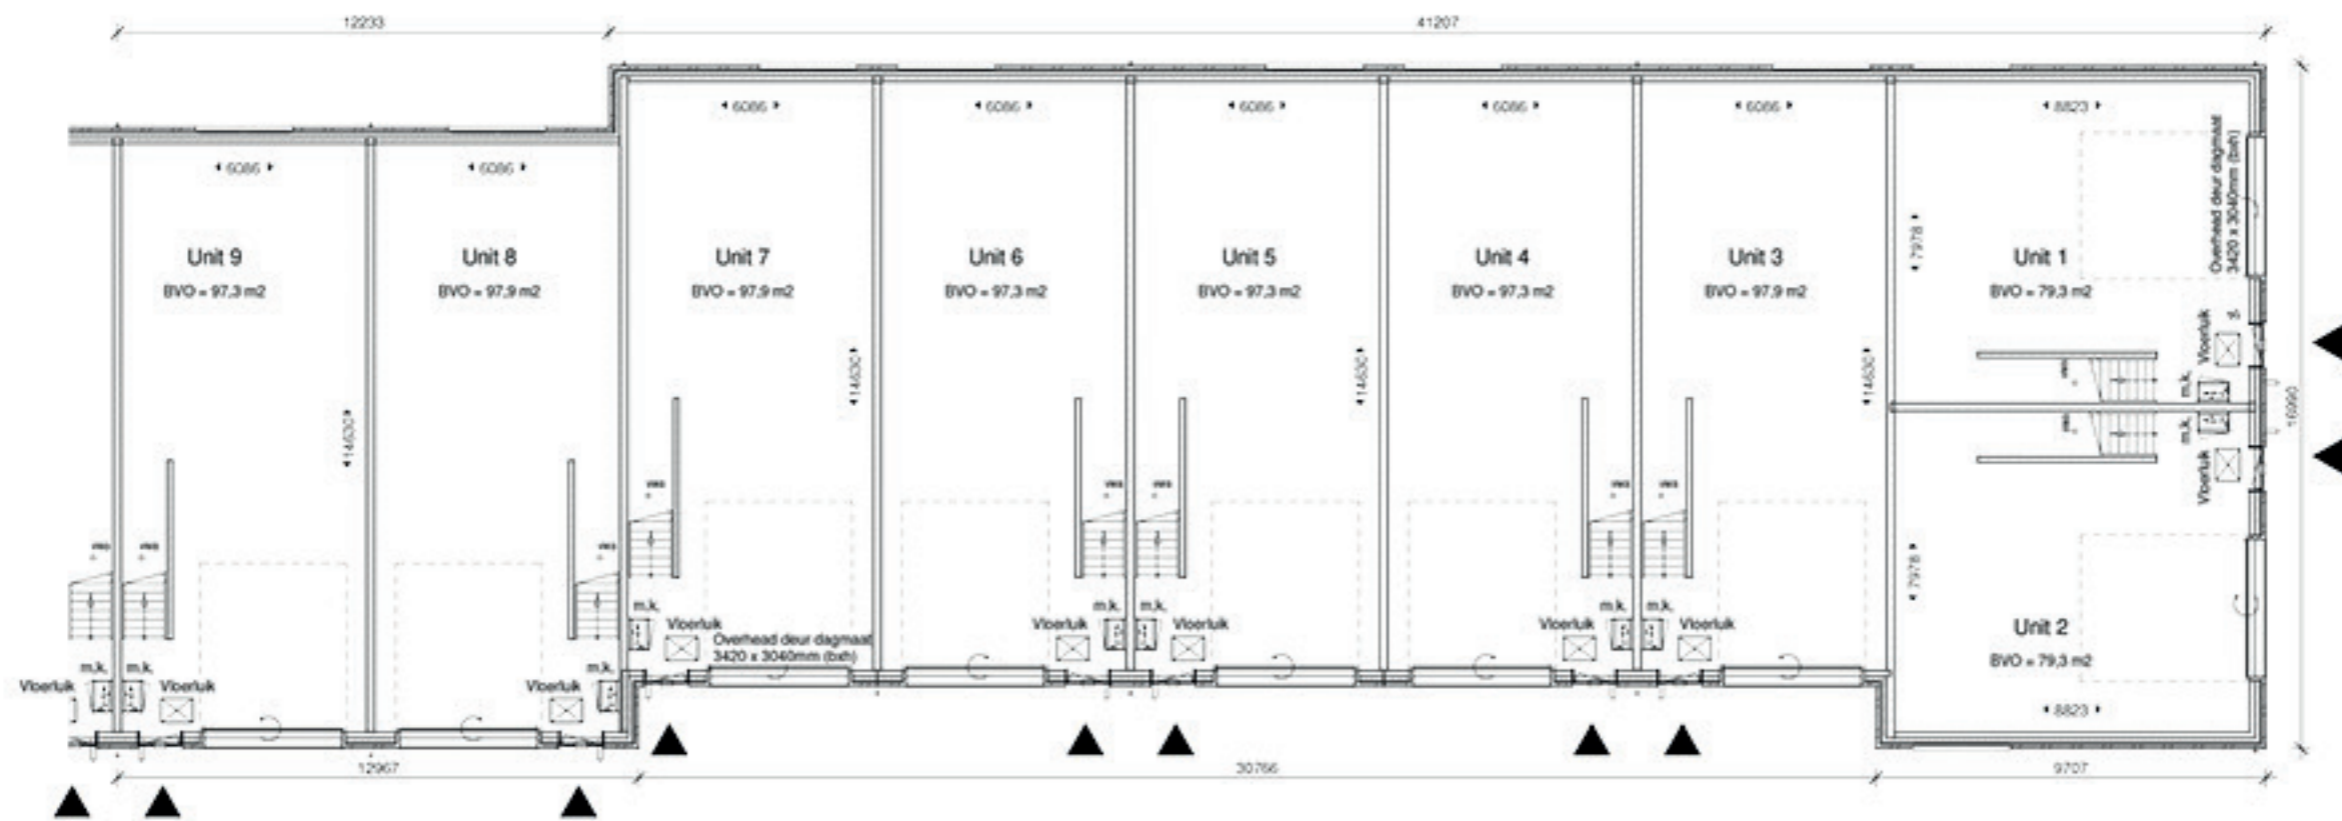 12233
41207
6086
6086
6086
6086
6086
8823
6086
6086
Overhead deur dagmaat
3420 x 3040mm (bxh)
7978
Unit 9
BVO = 97,3 m2
Unit 8
BVO = 97,9 m2
Unit 7
BVO = 97,9 m2
Unit 6
BVO = 97,3 m2
Unit 5
BVO = 97,3 m2
Unit 4
BVO = 97,3 m2
Unit 3
BVO = 97,9 m2
Unit 1
BVO = 79,3 m2
Vloerluik
14630
14630
14630
14630
m.k.
m.k.
Vloerluik
16990
7978
m.k.
m.k.
m.k.
m.k.
m.k.
Vloerluik
Vloerluik
Vloerluik
Vloerluik
Vloerluik
Overhead deur dagmaat
3420 x 3040mm (bxh)
Unit 2
BVO = 79,3 m2
m.k.
m.k.
m.k.
Vloerluik
Vloerluik
Vloerluik
8823
12967
30766
9707